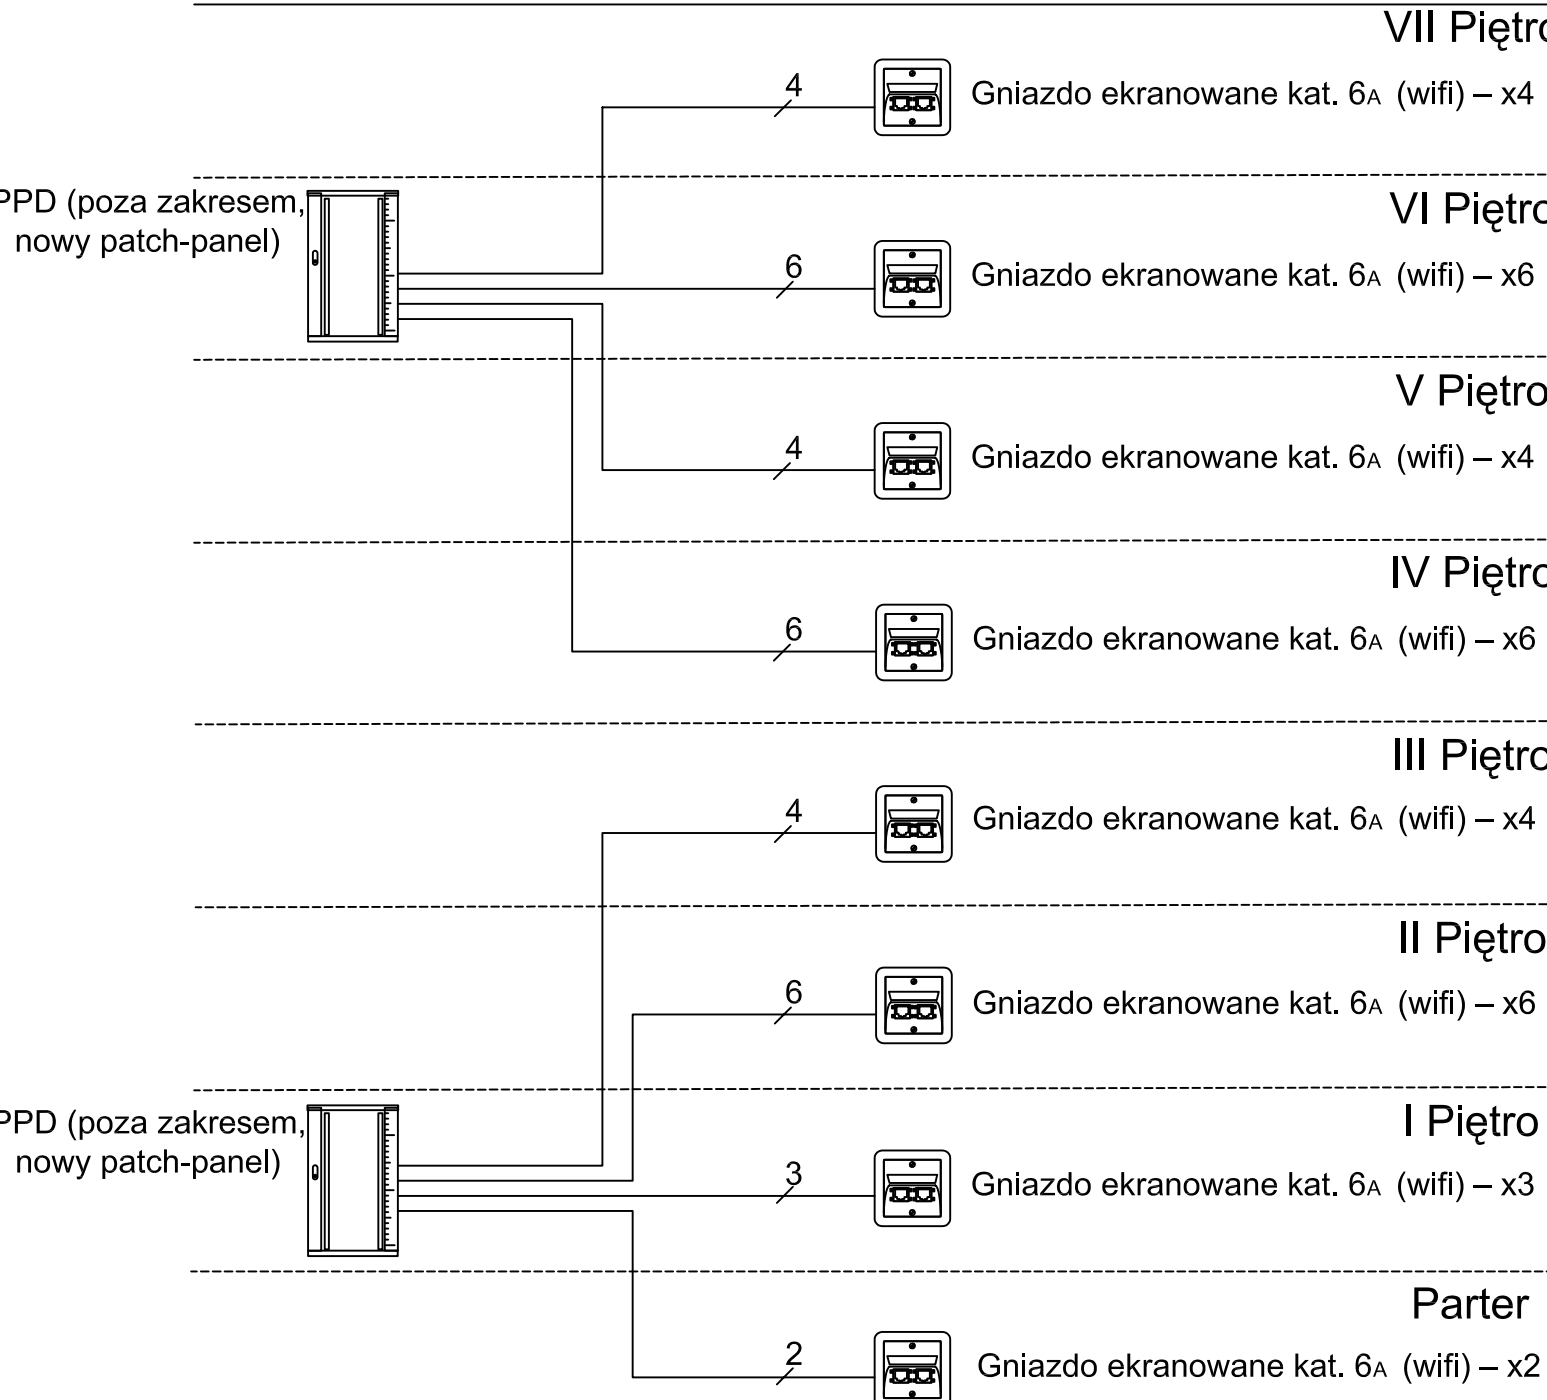 VII Piętro
4
Gniazdo ekranowane kat. 6A (wifi) – x4
PPD (poza zakresem,
nowy patch-panel)
VI Piętro
6
Gniazdo ekranowane kat. 6A (wifi) – x6
V Piętro
4
Gniazdo ekranowane kat. 6A (wifi) – x4
IV Piętro
6
Gniazdo ekranowane kat. 6A (wifi) – x6
III Piętro
4
Gniazdo ekranowane kat. 6A (wifi) – x4
II Piętro
6
Gniazdo ekranowane kat. 6A (wifi) – x6
PPD (poza zakresem,
nowy patch-panel)
I Piętro
3
Gniazdo ekranowane kat. 6A (wifi) – x3
Parter
2
Gniazdo ekranowane kat. 6A (wifi) – x2